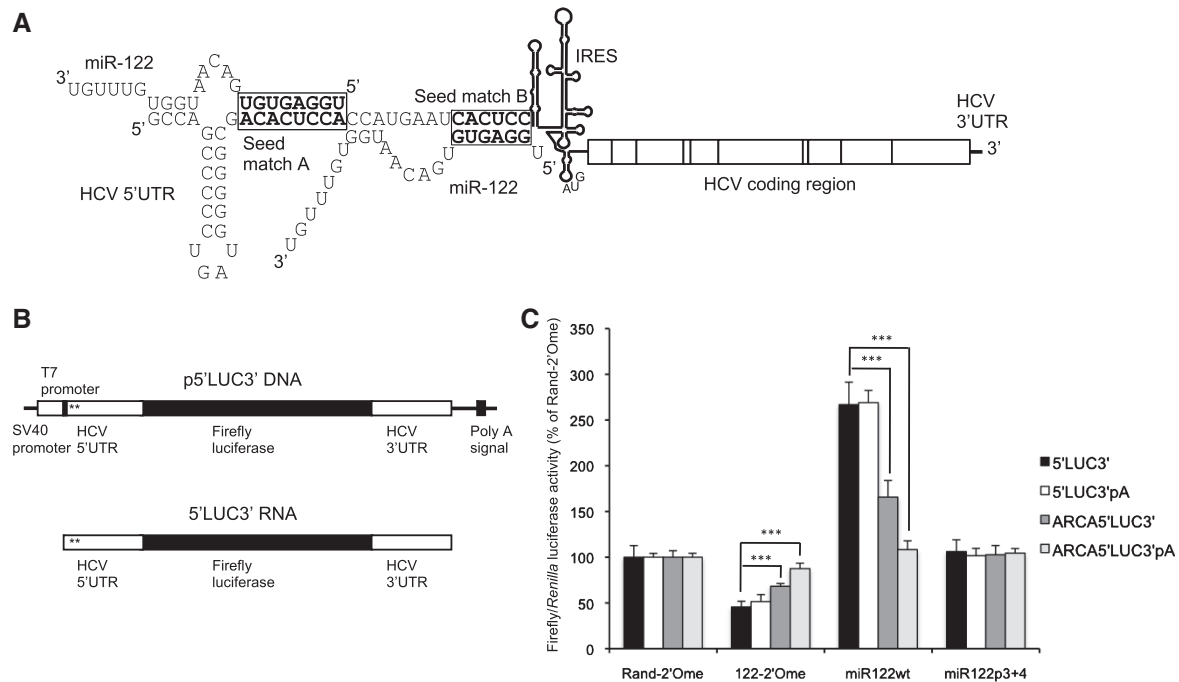 A
miR-122
3'
UGUUUG
UGGU
A
A
C
A
G
UGUGAGGU
5'
5'
GCCA
G
ACACUCCA
CCAUGAAU
CACUCC
Seed match B
GUGAGG
Seed
match A
GC
CG
CG
CG
CG
CG
U
U
GA
HCV 5'UTR
GGU
U
G
U
U
U
G
U
3'
A
A
C
A
G
U
miR-122
U
5'
IRES
AUG
HCV coding region
HCV
3'UTR
3'
B
T7
promoter
p5'LUC3' DNA
**
SV40
promoter
HCV
5'UTR
Firefly
luciferase
HCV
3'UTR
Poly A
signal
5'LUC3' RNA
**
HCV
5'UTR
Firefly
luciferase
HCV
3'UTR
C
Firefly/Renilla luciferase activity (% of Rand-2'Ome)
350
300
250
200
150
100
50
0
***
***
***
***
Rand-2'Ome
122-2'Ome
miR122wt
miR122p3+4
5'LUC3'
5'LUC3'pA
ARCA5'LUC3'
ARCA5'LUC3'pA